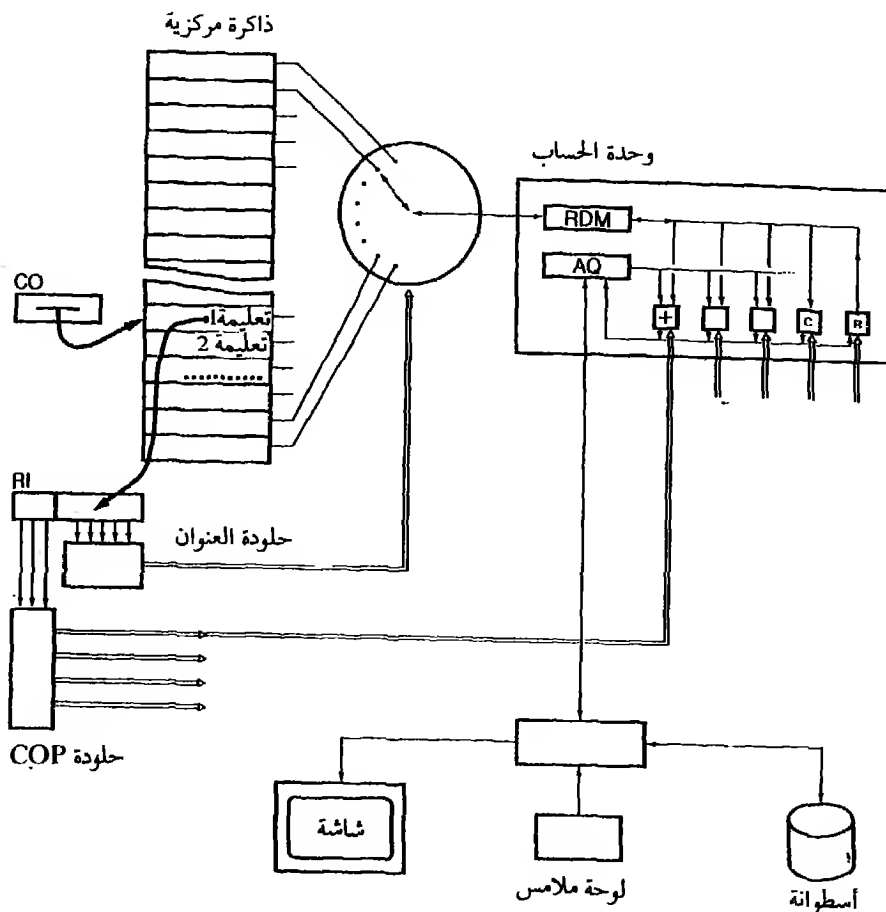 ذاكرة مركزية
وحدة الحساب
RDM
AQ
CO
تعليمة1
تعليمة 2
............
+
C
R
RI
حلودة العنوان
حلودة COP
شاشة
لوحة ملامس
أسطوانة